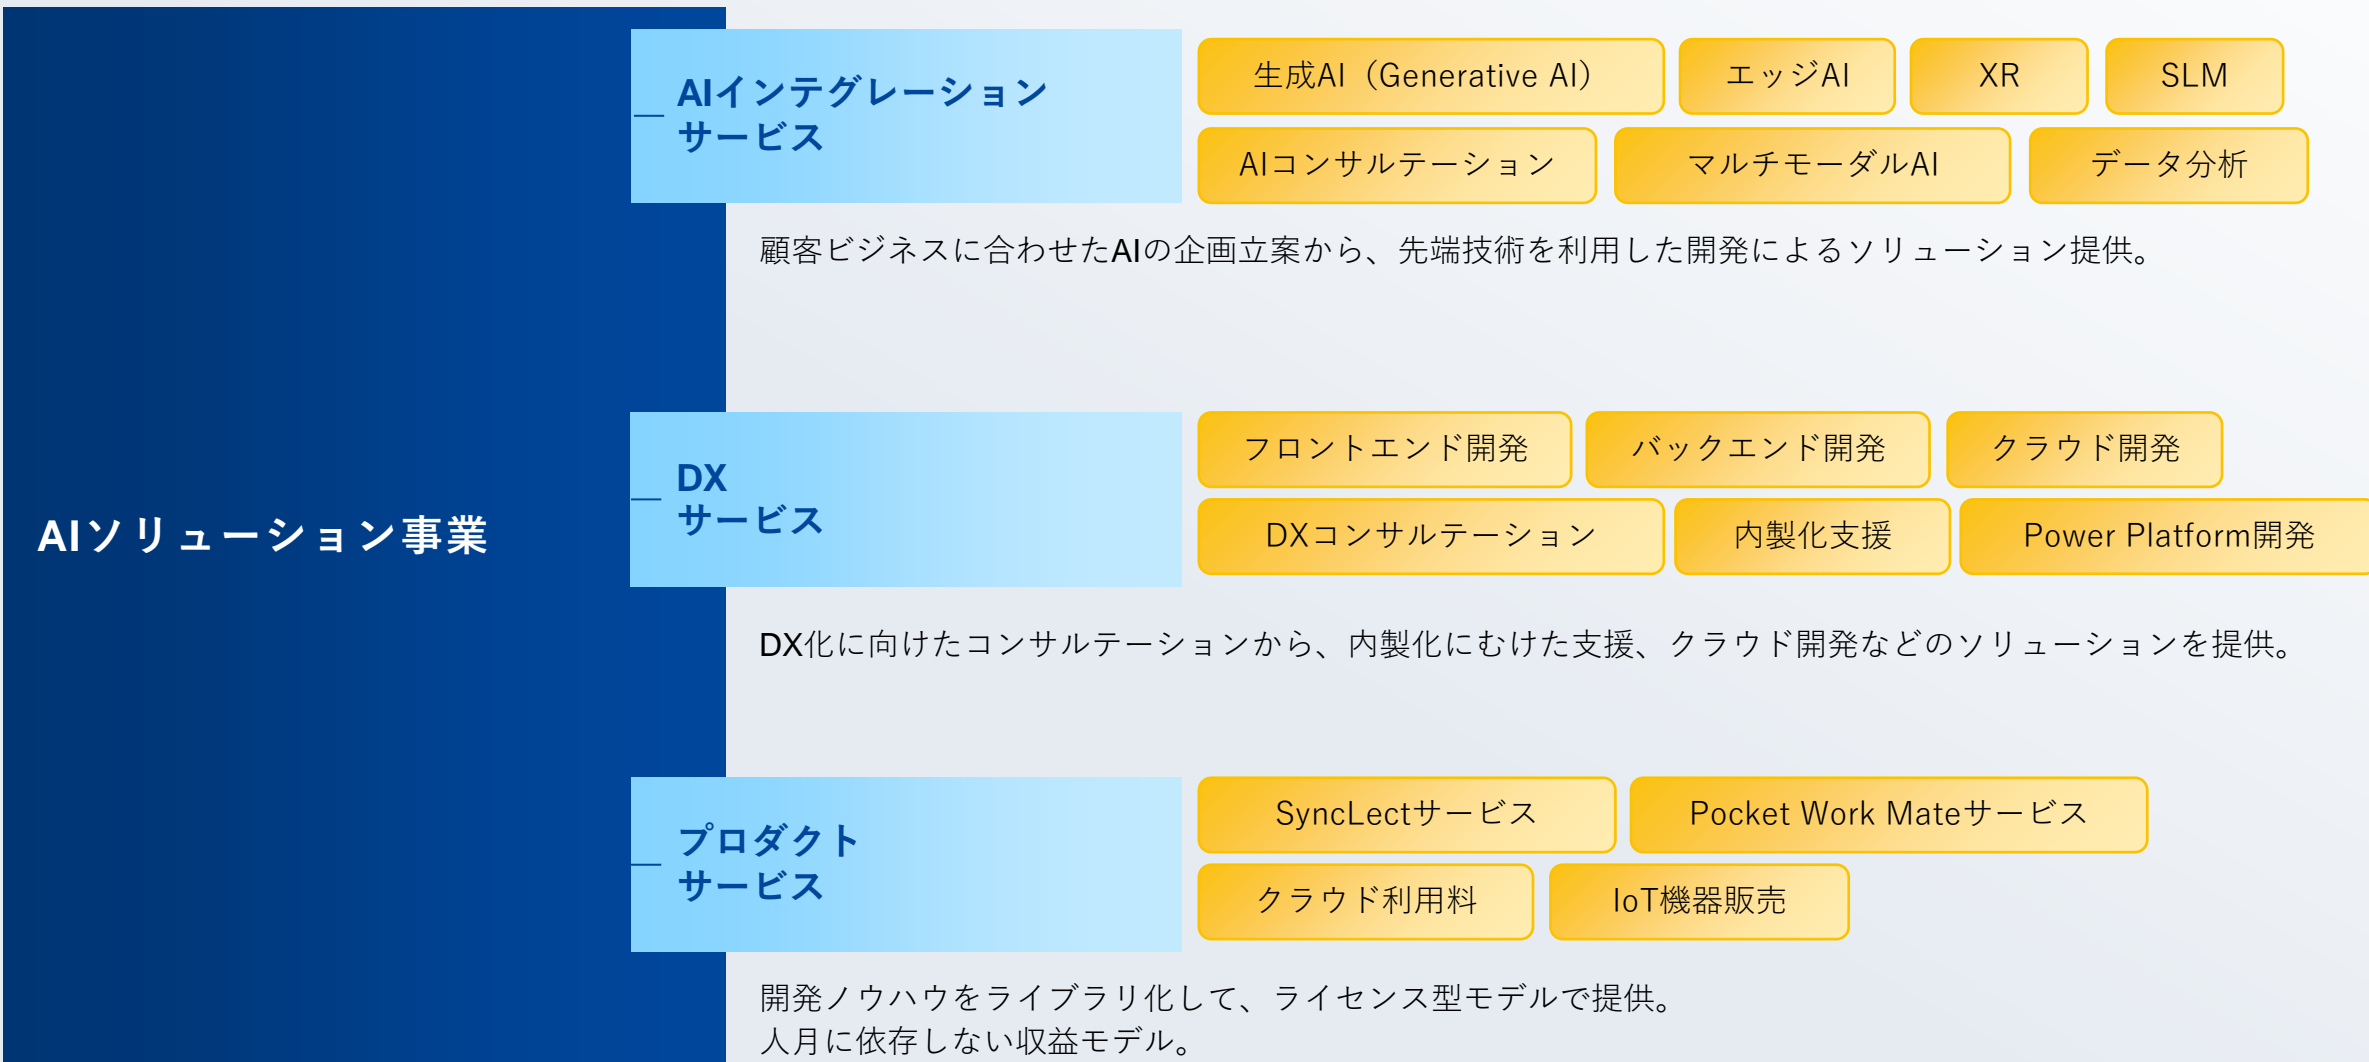 AIソリューション事業
AIインテグレーション
サービス
生成AI（Generative AI）
エッジAI
XR
SLM
AIコンサルテーション
マルチモーダルAI
データ分析
顧客ビジネスに合わせたAIの企画立案から、先端技術を利用した開発によるソリューション提供。
DX
サービス
フロントエンド開発
バックエンド開発
クラウド開発
DXコンサルテーション
内製化支援
Power Platform開発
DX化に向けたコンサルテーションから、内製化にむけた支援、クラウド開発などのソリューションを提供。
プロダクト
サービス
SyncLectサービス
Pocket Work Mateサービス
クラウド利用料
IoT機器販売
開発ノウハウをライブラリ化して、ライセンス型モデルで提供。
人月に依存しない収益モデル。